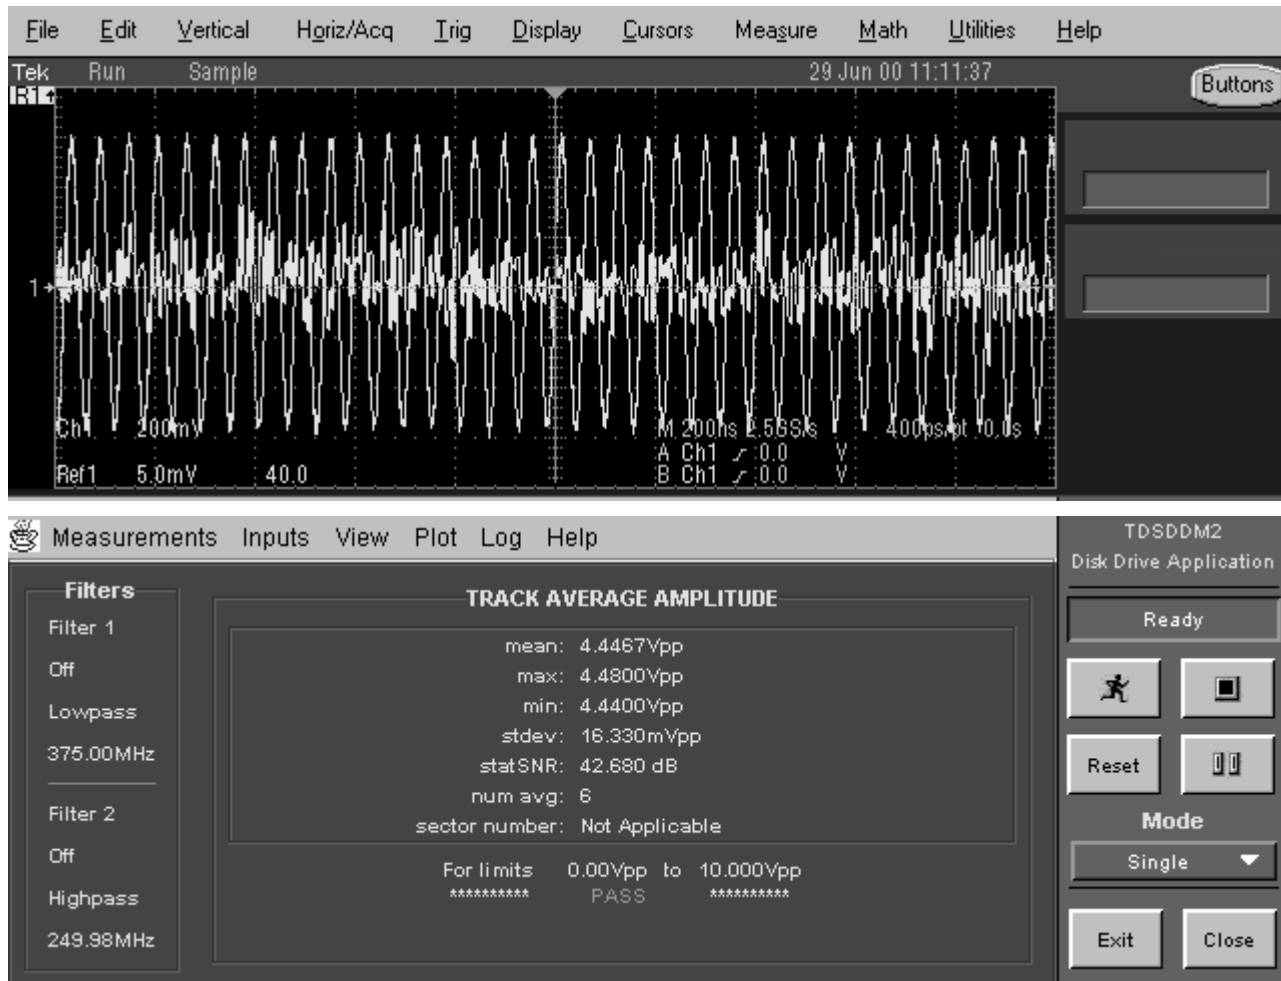 File Edit Vertical Horiz/Acq Trig Display Cursors Measure Math Utilities Help
Tek Run Sample 29 Jun 00 11:11:37
Buttons
R1
1
Ch1 200mV M 200ns 2.5GS/s 400ps/pt 0.0s
A Ch1 0.0 V
Ref1 5.0mV 40.0 B Ch1 0.0 V
Measurements Inputs View Plot Log Help
TDSDDM2
Disk Drive Application
Filters
Filter 1
Off
Lowpass
375.00MHz
Filter 2
Off
Highpass
249.98MHz
TRACK AVERAGE AMPLITUDE
mean: 4.4467Vpp
max: 4.4800Vpp
min: 4.4400Vpp
stdev: 16.330mVpp
statSNR: 42.680 dB
num avg: 6
sector number: Not Applicable
For limits 0.00Vpp to 10.000Vpp
********** PASS **********
Ready
Reset
Mode
Single
Exit Close